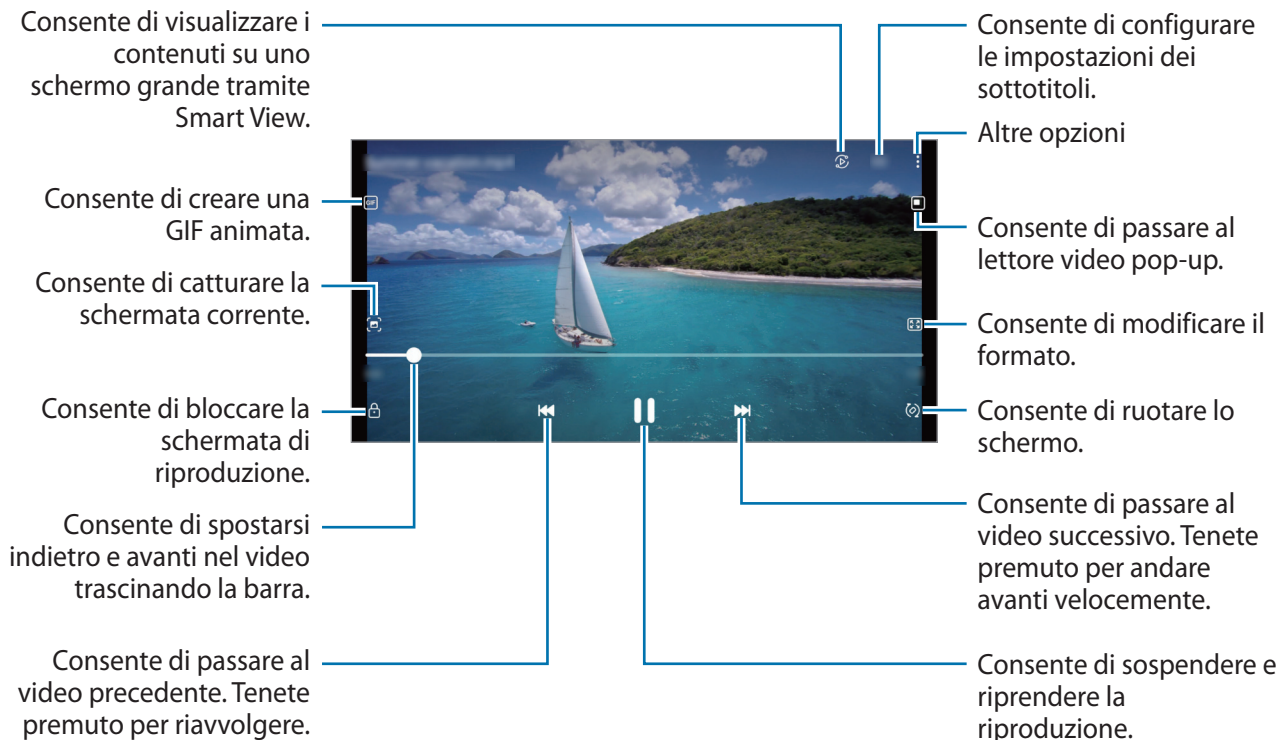 Consente di visualizzare i
contenuti su uno
schermo grande tramite
Smart View.
Consente di creare una
GIF animata.
Consente di catturare la
schermata corrente.
Consente di bloccare la
schermata di
riproduzione.
Consente di spostarsi
indietro e avanti nel video
trascinando la barra.
Consente di passare al
video precedente. Tenete
premuto per riavvolgere.
GIF
Consente di configurare
le impostazioni dei
sottotitoli.
Altre opzioni
Consente di passare al
lettore video pop-up.
Consente di modificare il
formato.
Consente di ruotare lo
schermo.
Consente di passare al
video successivo. Tenete
premuto per andare
avanti velocemente.
Consente di sospendere e
riprendere la
riproduzione.